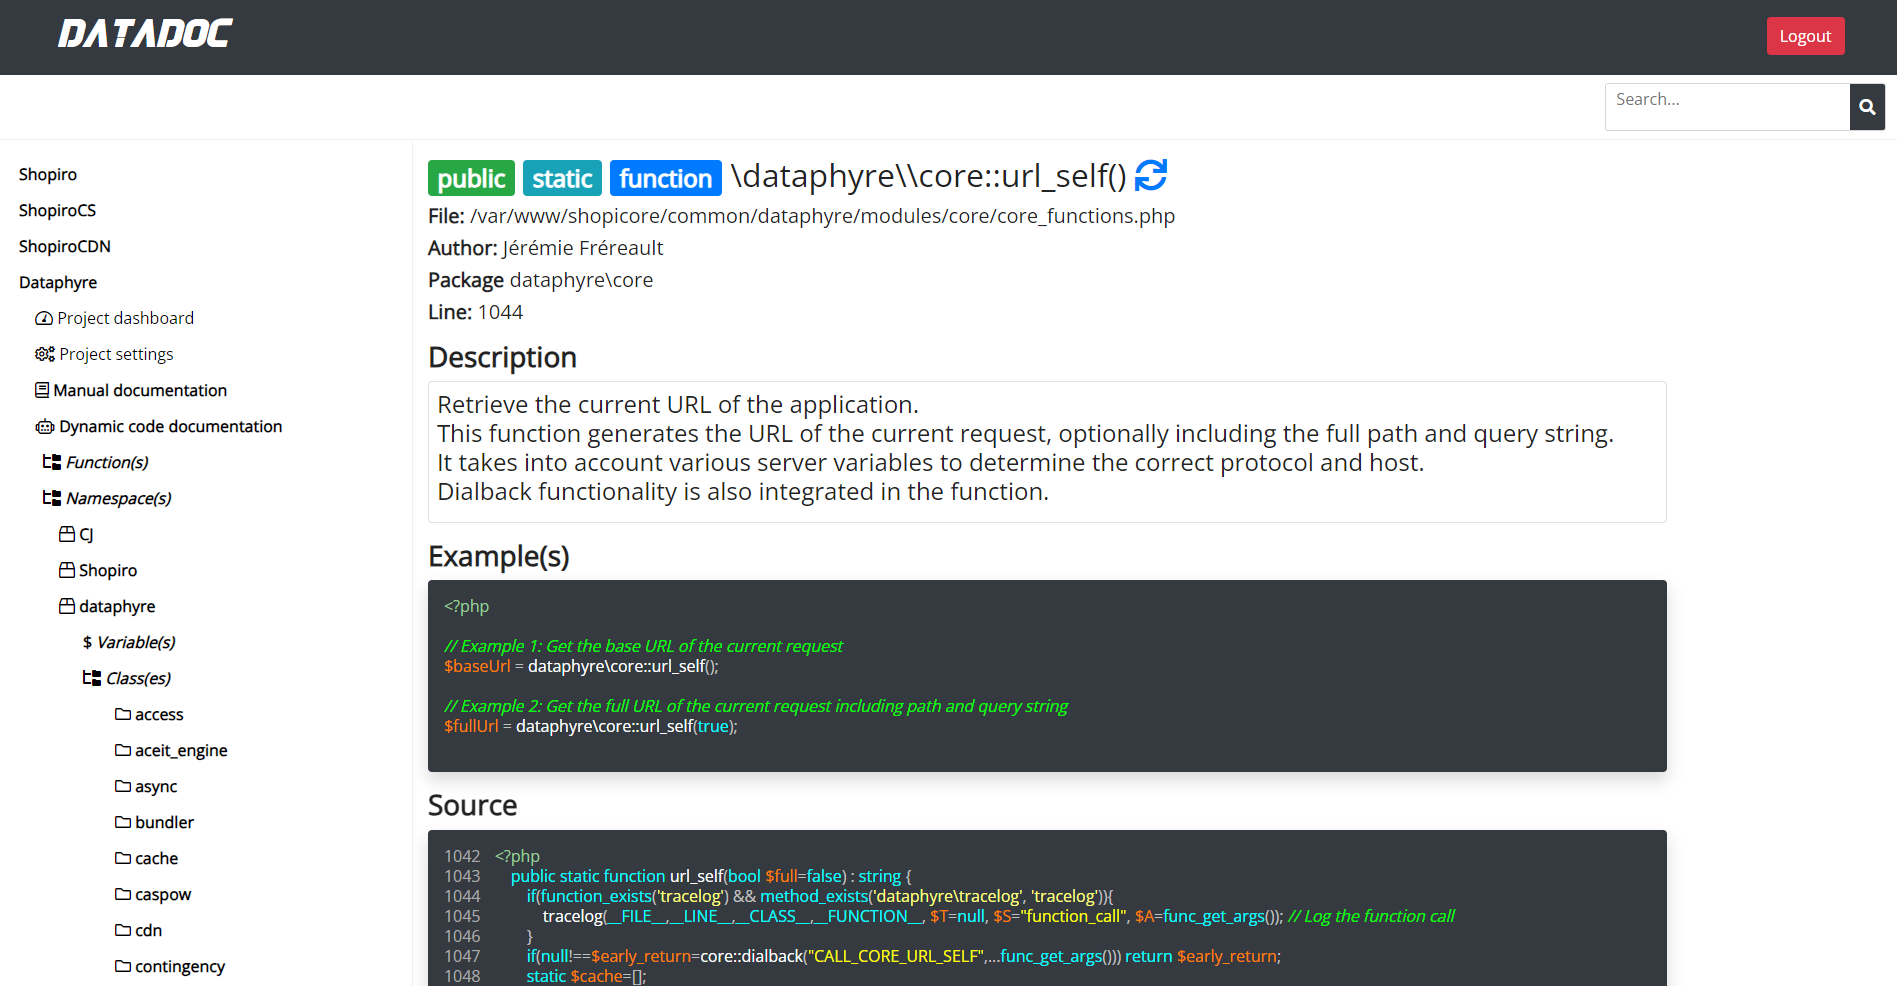 DATADOC
Logout
Search...
Shopiro
ShopiroCS
ShopiroCDN
Dataphyre
Project dashboard
Project settings
Manual documentation
Dynamic code documentation
Function(s)
Namespace(s)
CJ
Shopiro
dataphyre
$ Variable(s)
Class(es)
access
aceit_engine
async
bundler
cache
caspow
cdn
contingency
public static function \dataphyre\\core::url_self()
File: /var/www/shopicore/common/dataphyre/modules/core/core_functions.php
Author: Jérémie Fréreault
Package dataphyre\core
Line: 1044
Description
Retrieve the current URL of the application.
This function generates the URL of the current request, optionally including the full path and query string.
It takes into account various server variables to determine the correct protocol and host.
Dialback functionality is also integrated in the function.
Example(s)
<?php
// Example 1: Get the base URL of the current request
$baseUrl = dataphyre\core::url_self();
// Example 2: Get the full URL of the current request including path and query string
$fullUrl = dataphyre\core::url_self(true);
Source
1042 <?php
1043 public static function url_self(bool $full=false) : string {
1044 if(function_exists('tracelog') && method_exists('dataphyre\tracelog', 'tracelog')){
1045 tracelog(__FILE__,__LINE__,__CLASS__,__FUNCTION__, $T=null, $S="function_call", $A=func_get_args()); // Log the function call
1046 }
1047 if(null!==$early_return=core::dialback("CALL_CORE_URL_SELF",...func_get_args())) return $early_return;
1048 static $cache=[];